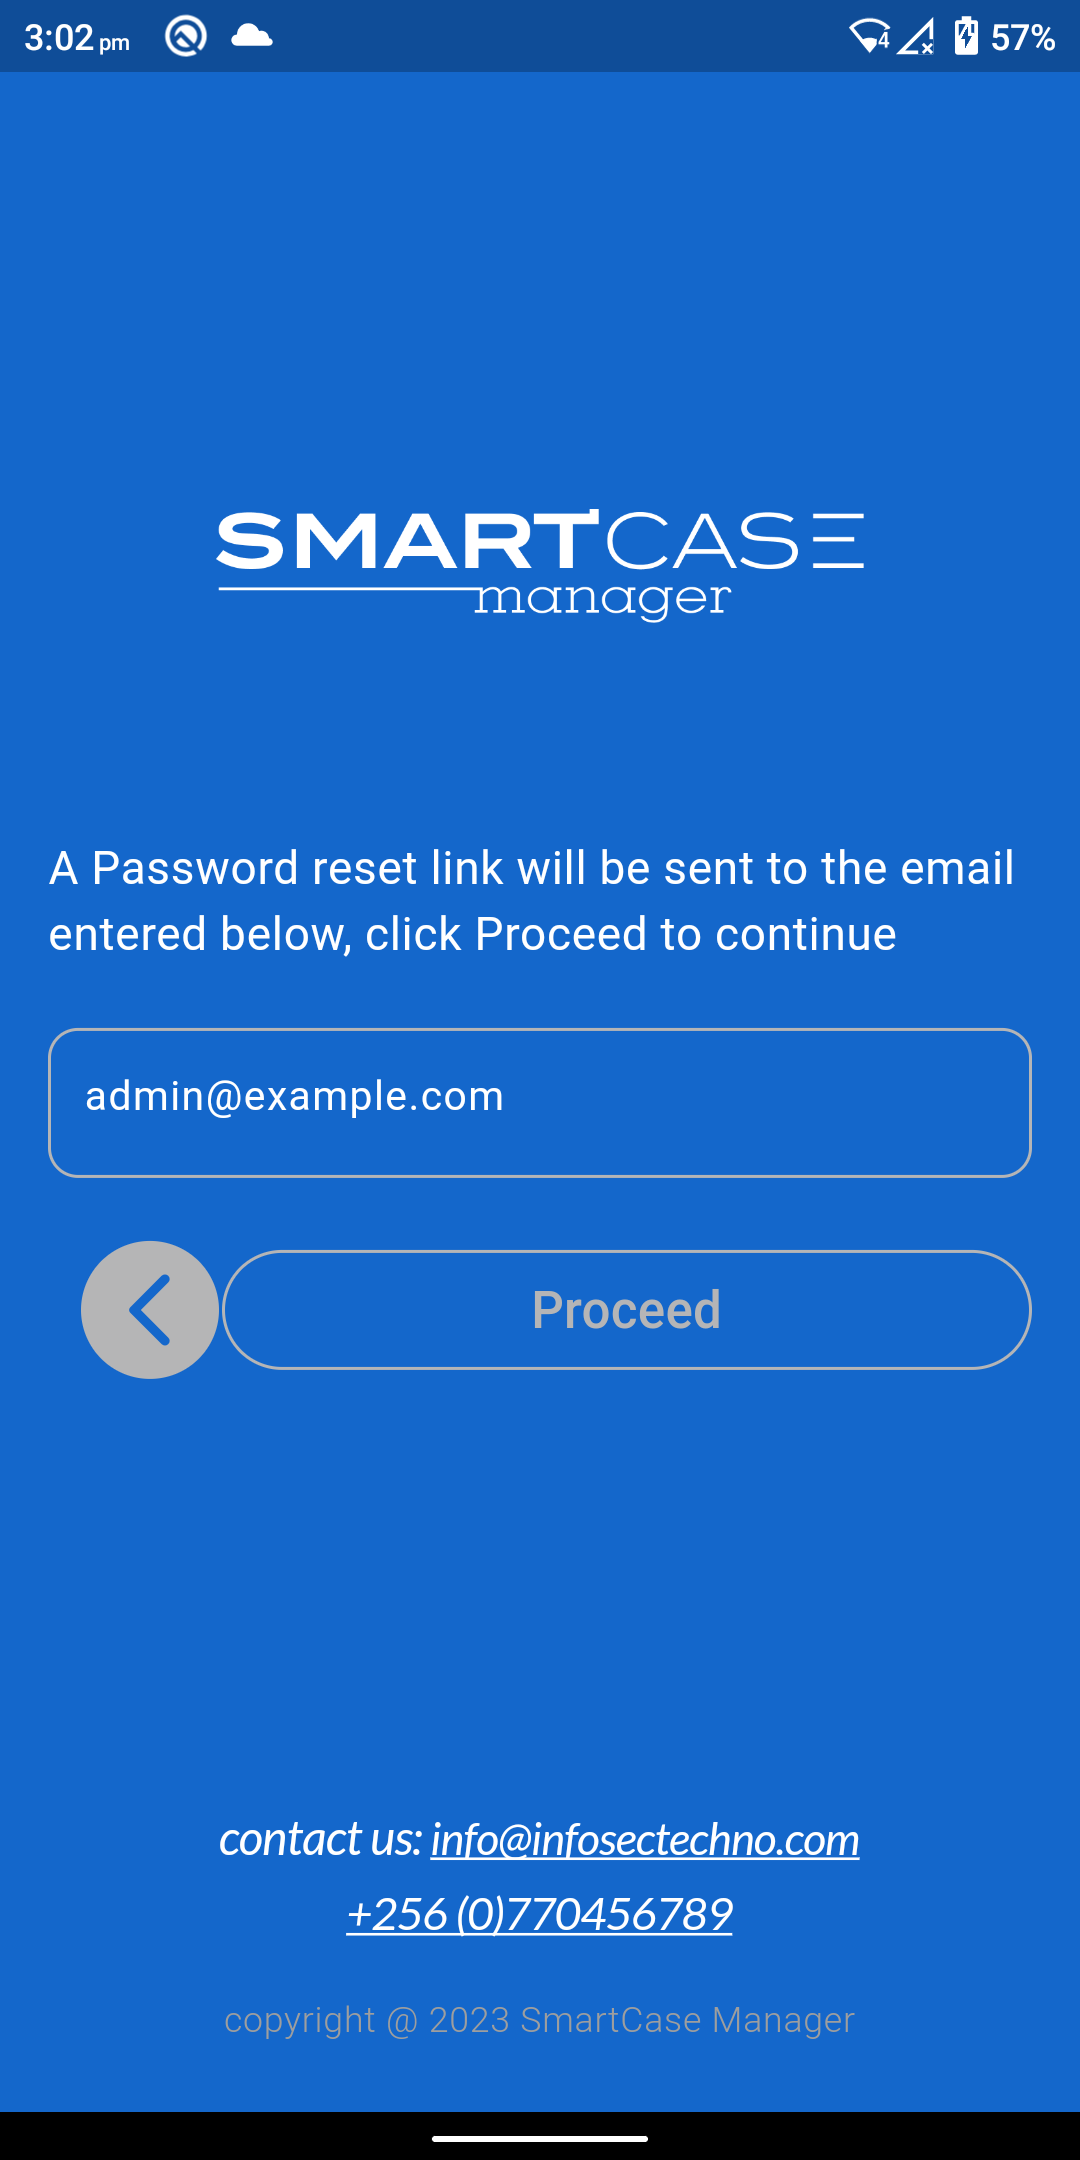 3:02 pm 4 57%
SMARTCASE
manager
A Password reset link will be sent to the email
entered below, click Proceed to continue
admin@example.com
Proceed
contact us: info@infosectechno.com
+256 (0)770456789
copyright @ 2023 SmartCase Manager